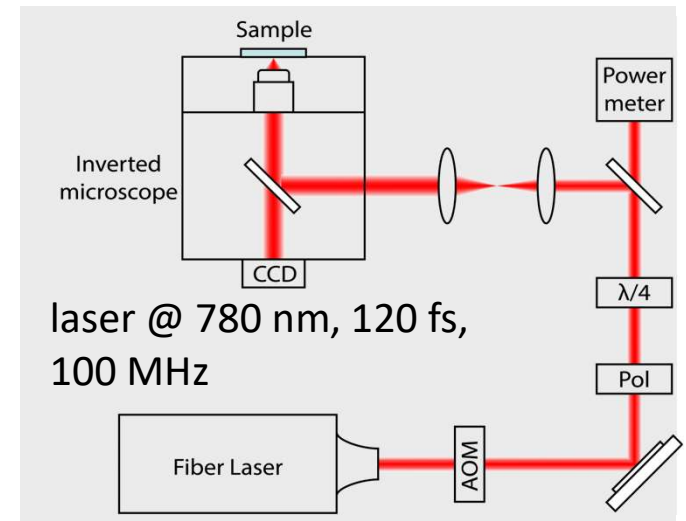 Sample
Power
meter
Inverted
microscope
CCD
λ/4
laser @ 780 nm, 120 fs,
100 MHz
Pol
Fiber Laser
AOM